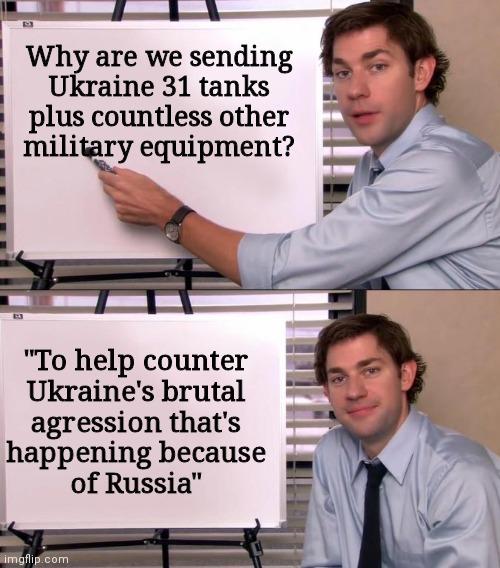 Why are we sending
Ukraine 31 tanks
plus countless other
military equipment?
"To help counter
Ukraine's brutal
agression that's
happening because
of Russia"
imgflip.com